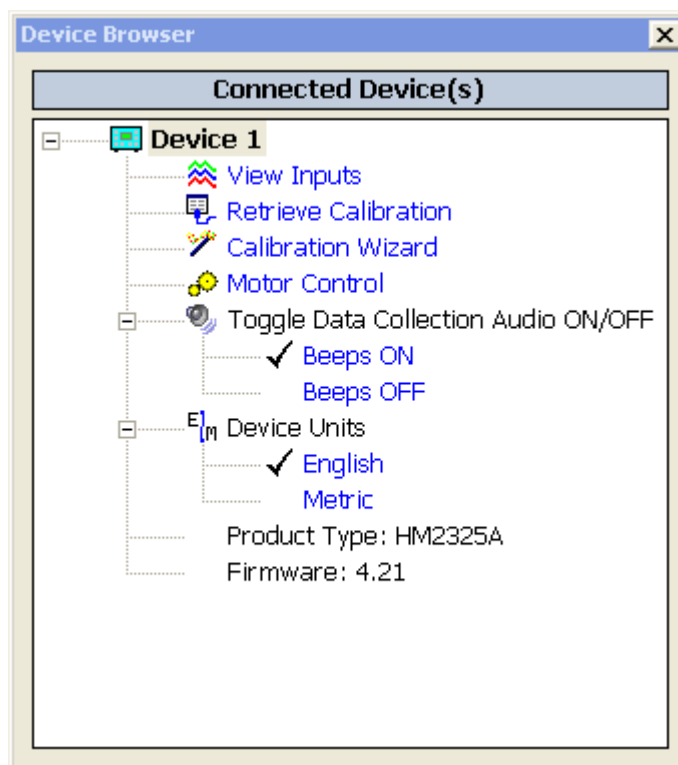 Device Browser
Connected Device(s)
Device 1
View Inputs
Retrieve Calibration
Calibration Wizard
Motor Control
Toggle Data Collection Audio ON/OFF
Beeps ON
Beeps OFF
E M Device Units
English
Metric
Product Type: HM2325A
Firmware: 4.21